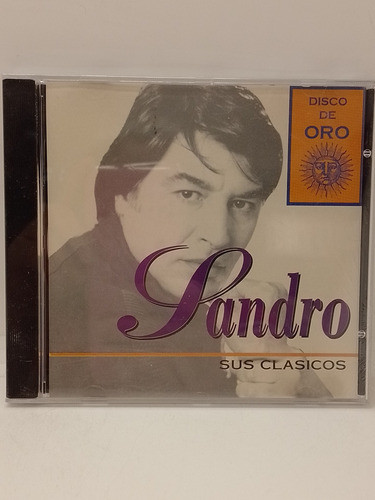 DISCO
DE
ORO
Sandro
SUS CLASICOS